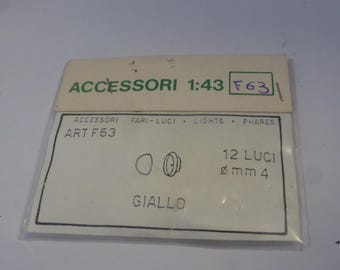 ACCESSORI 1:43 F63
ACCESSORI FARI-LUCI • LIGHTS • PHARES
ART F63
12 LUCI
ø mm 4
GIALLO